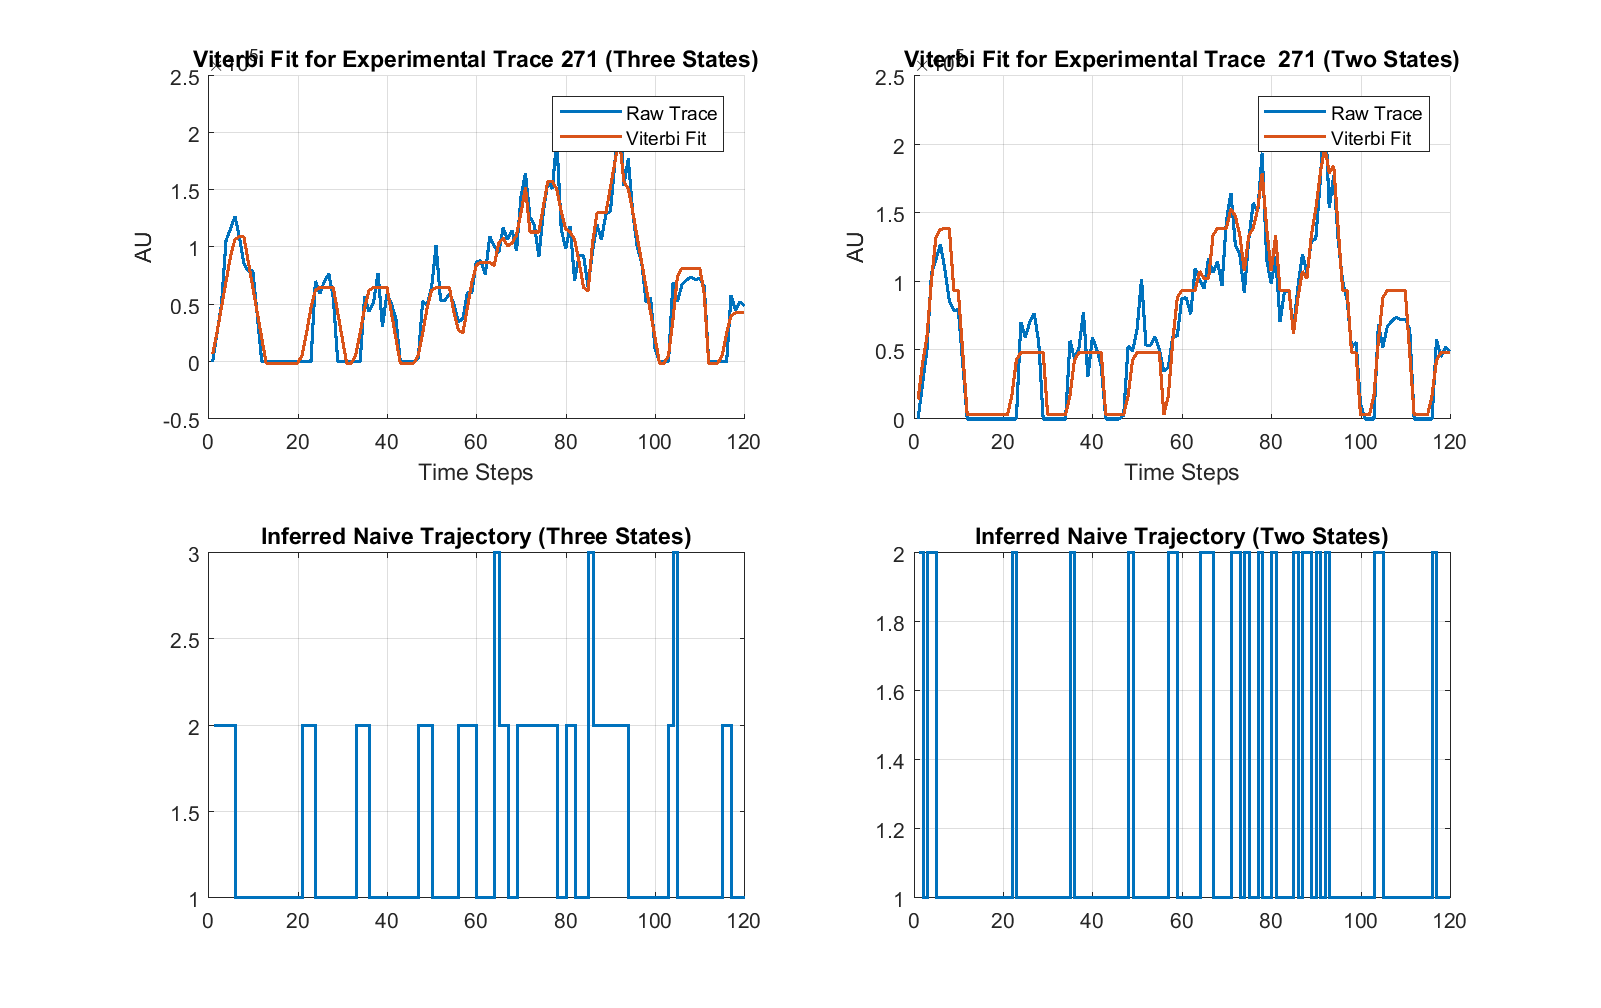 Viterbi Fit for Experimental Trace 271 (Three States)
×10^5
2.5
2
1.5
1
0.5
0
-0.5
AU
Raw Trace
Viterbi Fit
0 20 40 60 80 100 120
Time Steps
Viterbi Fit for Experimental Trace 271 (Two States)
×10^5
2.5
2
1.5
1
0.5
0
AU
Raw Trace
Viterbi Fit
0 20 40 60 80 100 120
Time Steps
Inferred Naive Trajectory (Three States)
3
2.5
2
1.5
1
0 20 40 60 80 100 120
Inferred Naive Trajectory (Two States)
2
1.8
1.6
1.4
1.2
1
0 20 40 60 80 100 120